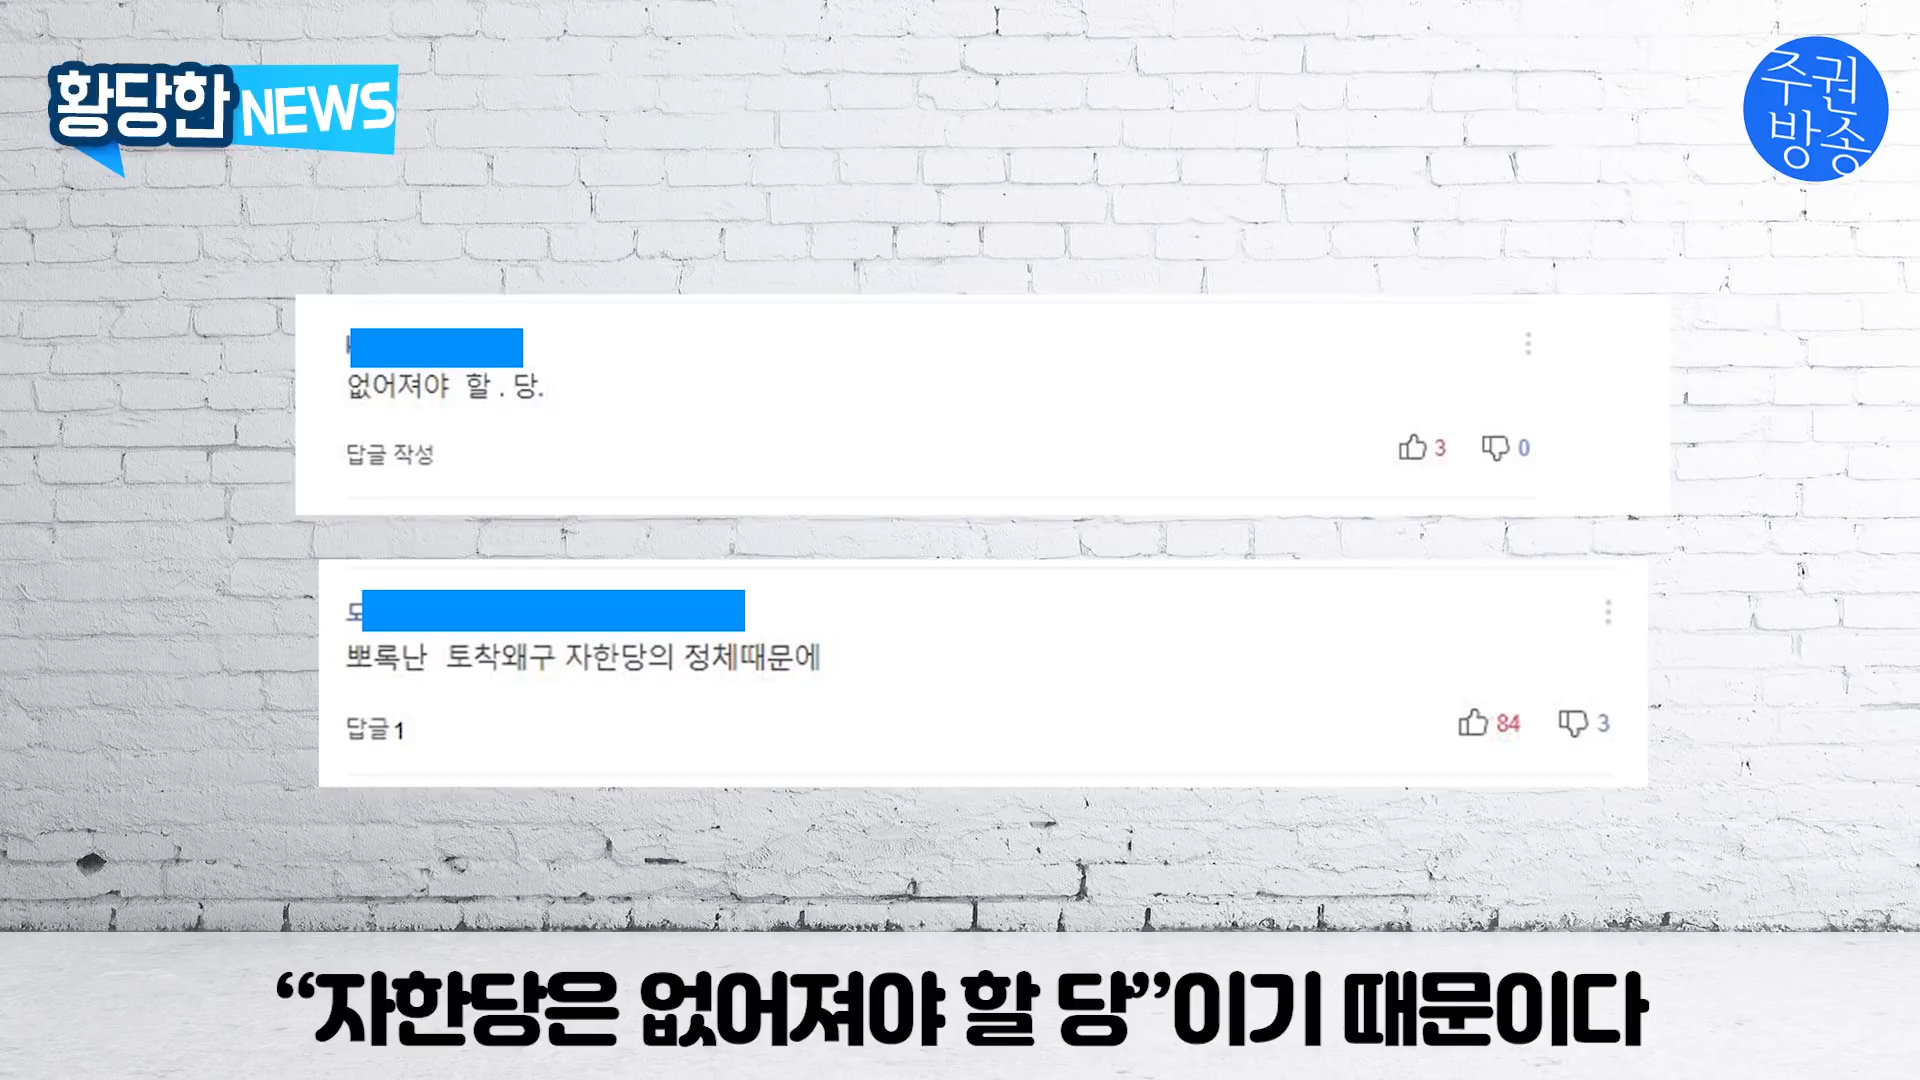 황당한 NEWS
주권
방송
없어져야 할 . 당.
답글 작성
3
0
뽀록난 토착왜구 자한당의 정체때문에
답글 1
84
3
“자한당은 없어져야 할 당”이기 때문이다